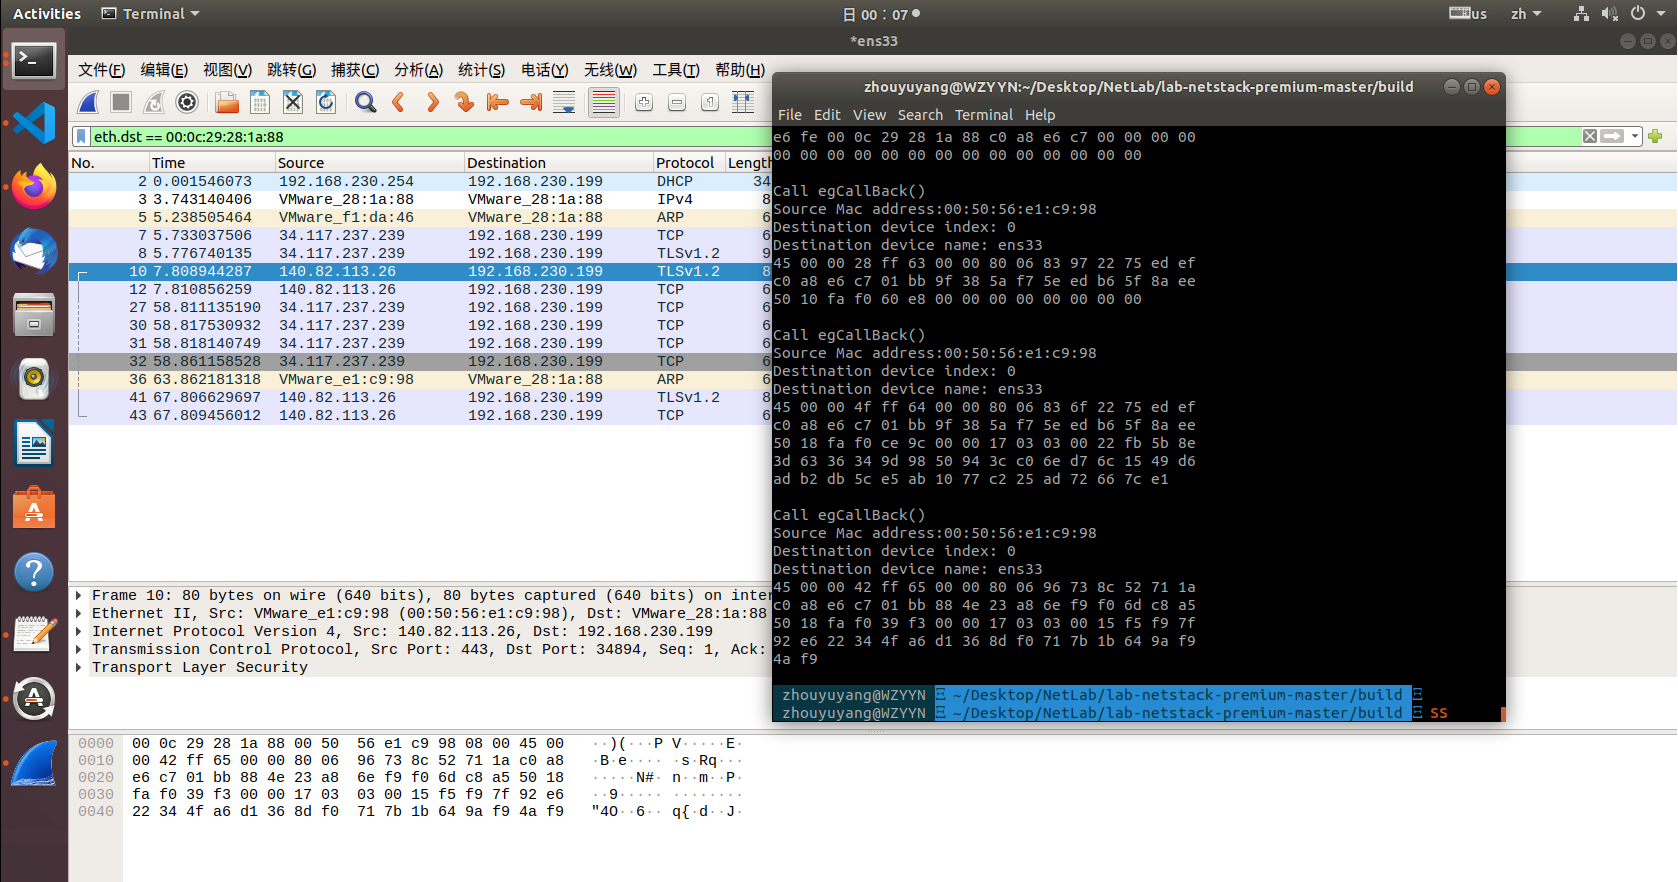 Activities Terminal 日 00：07 us zh
*ens33
文件(F) 编辑(E) 视图(V) 跳转(G) 捕获(C) 分析(A) 统计(S) 电话(Y) 无线(W) 工具(T) 帮助(H)
eth.dst == 00:0c:29:28:1a:88
No. Time Source Destination Protocol Length
2 0.001546073 192.168.230.254 192.168.230.199 DHCP 34
3 3.743140406 VMware_28:1a:88 VMware_28:1a:88 IPv4 8
5 5.238505464 VMware_f1:da:46 VMware_28:1a:88 ARP 6
7 5.733037506 34.117.237.239 192.168.230.199 TCP 6
8 5.776740135 34.117.237.239 192.168.230.199 TLSv1.2 9
10 7.808944287 140.82.113.26 192.168.230.199 TLSv1.2 8
12 7.810856259 140.82.113.26 192.168.230.199 TCP 6
27 58.811135190 34.117.237.239 192.168.230.199 TCP 6
30 58.817530932 34.117.237.239 192.168.230.199 TCP 6
31 58.818140749 34.117.237.239 192.168.230.199 TCP 6
32 58.861158528 34.117.237.239 192.168.230.199 TCP 6
36 63.862181318 VMware_e1:c9:98 VMware_28:1a:88 ARP 6
41 67.806629697 140.82.113.26 192.168.230.199 TLSv1.2 8
43 67.809456012 140.82.113.26 192.168.230.199 TCP 6
Frame 10: 80 bytes on wire (640 bits), 80 bytes captured (640 bits) on inter
Ethernet II, Src: VMware_e1:c9:98 (00:50:56:e1:c9:98), Dst: VMware_28:1a:88
Internet Protocol Version 4, Src: 140.82.113.26, Dst: 192.168.230.199
Transmission Control Protocol, Src Port: 443, Dst Port: 34894, Seq: 1, Ack:
Transport Layer Security
0000 00 0c 29 28 1a 88 00 50 56 e1 c9 98 08 00 45 00 ··)(···P V·····E·
0010 00 42 ff 65 00 00 80 06 96 73 8c 52 71 1a c0 a8 ·B·e···· ·s·Rq···
0020 e6 c7 01 bb 88 4e 23 a8 6e f9 f0 6d c8 a5 50 18 ·····N#· n··m··P·
0030 fa f0 39 f3 00 00 17 03 03 00 15 f5 f9 7f 92 e6 ··9····· ········
0040 22 34 4f a6 d1 36 8d f0 71 7b 1b 64 9a f9 4a f9 "4O··6·· q{·d··J·
zhouyuyang@WZYYN:~/Desktop/NetLab/lab-netstack-premium-master/build
File Edit View Search Terminal Help
e6 fe 00 0c 29 28 1a 88 c0 a8 e6 c7 00 00 00 00
00 00 00 00 00 00 00 00 00 00 00 00 00 00
Call egCallBack()
Source Mac address:00:50:56:e1:c9:98
Destination device index: 0
Destination device name: ens33
45 00 00 28 ff 63 00 00 80 06 83 97 22 75 ed ef
c0 a8 e6 c7 01 bb 9f 38 5a f7 5e ed b6 5f 8a ee
50 10 fa f0 60 e8 00 00 00 00 00 00 00 00
Call egCallBack()
Source Mac address:00:50:56:e1:c9:98
Destination device index: 0
Destination device name: ens33
45 00 00 4f ff 64 00 00 80 06 83 6f 22 75 ed ef
c0 a8 e6 c7 01 bb 9f 38 5a f7 5e ed b6 5f 8a ee
50 18 fa f0 ce 9c 00 00 17 03 03 00 22 fb 5b 8e
3d 63 36 34 9d 98 50 94 3c c0 6e d7 6c 15 49 d6
ad b2 db 5c e5 ab 10 77 c2 25 ad 72 66 7c e1
Call egCallBack()
Source Mac address:00:50:56:e1:c9:98
Destination device index: 0
Destination device name: ens33
45 00 00 42 ff 65 00 00 80 06 96 73 8c 52 71 1a
c0 a8 e6 c7 01 bb 88 4e 23 a8 6e f9 f0 6d c8 a5
50 18 fa f0 39 f3 00 00 17 03 03 00 15 f5 f9 7f
92 e6 22 34 4f a6 d1 36 8d f0 71 7b 1b 64 9a f9
4a f9
zhouyuyang@WZYYN ~/Desktop/NetLab/lab-netstack-premium-master/build
zhouyuyang@WZYYN ~/Desktop/NetLab/lab-netstack-premium-master/build SS